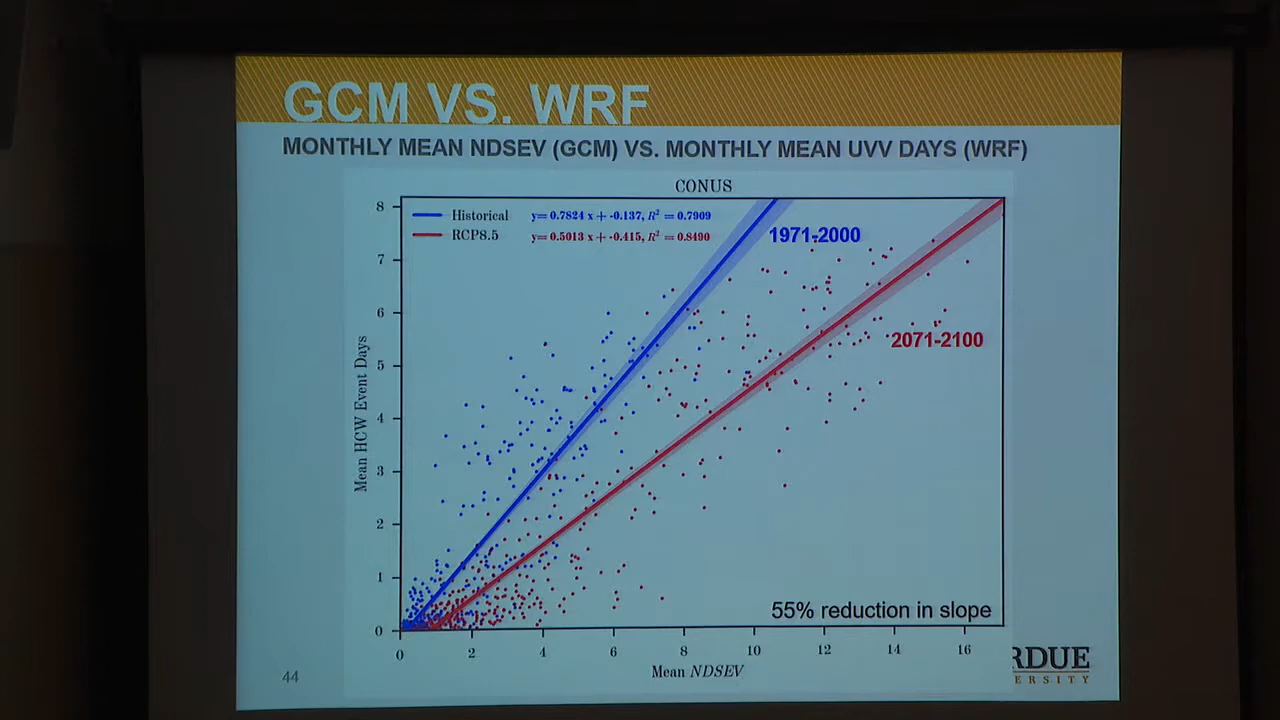 GCM VS. WRF
MONTHLY MEAN NDSEV (GCM) VS. MONTHLY MEAN UVV DAYS (WRF)
CONUS
Historical y= 0.7824 x + -0.137, R² = 0.7909
RCP8.5 y= 0.5013 x + -0.415, R² = 0.8490
1971-2000
2071-2100
Mean HCW Event Days
8
7
6
5
4
3
2
1
0
55% reduction in slope
0 2 4 6 8 10 12 14 16
Mean NDSEV
44
RDUE
ERSITY